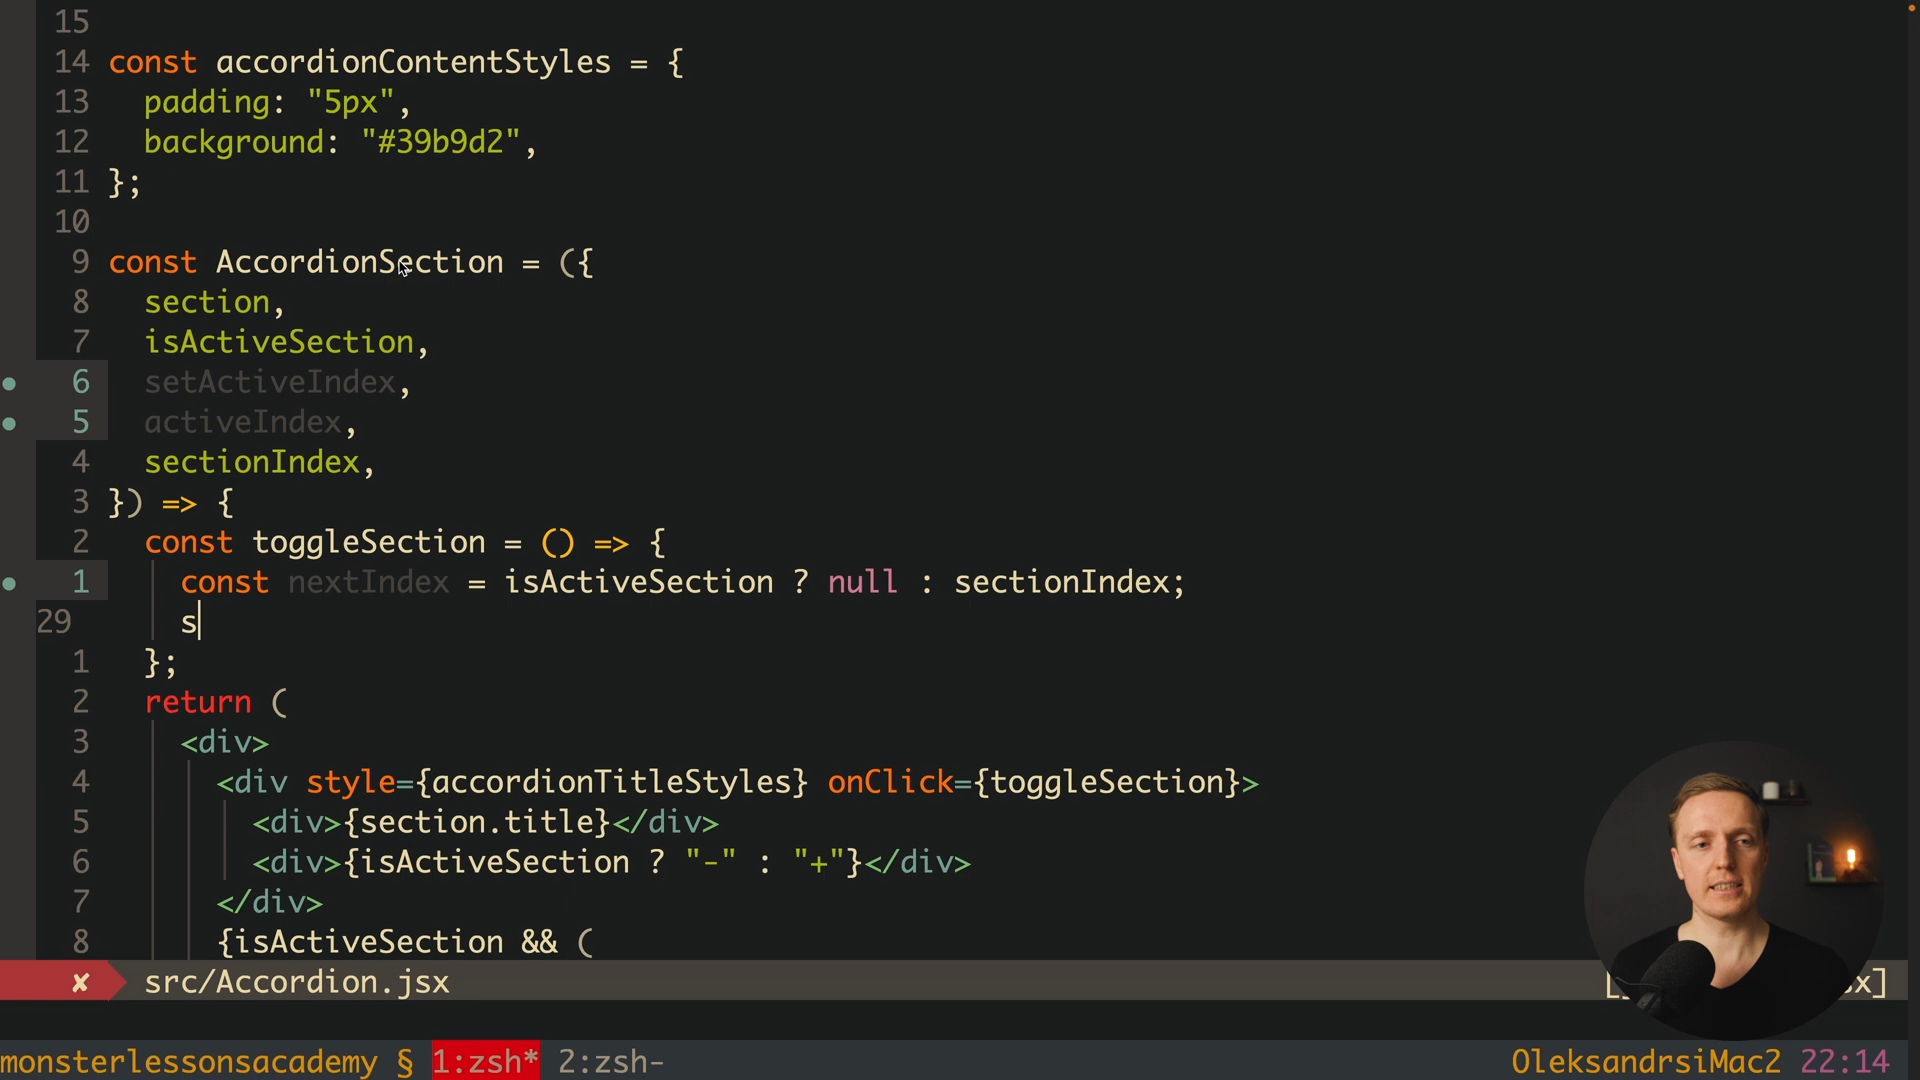 15
14 const accordionContentStyles = {
13 padding: "5px",
12 background: "#39b9d2",
11 };
10
9 const AccordionSection = ({
8 section,
7 isActiveSection,
6 setActiveIndex,
5 activeIndex,
4 sectionIndex,
3 }) => {
2 const toggleSection = () => {
1 const nextIndex = isActiveSection ? null : sectionIndex;
29 s
1 };
2 return (
3 <div>
4 <div style={accordionTitleStyles} onClick={toggleSection}>
5 <div>{section.title}</div>
6 <div>{isActiveSection ? "-" : "+"}</div>
7 </div>
8 {isActiveSection && (
✘ src/Accordion.jsx [ x]
monsterlessonsacademy § 1:zsh* 2:zsh- OleksandrsiMac2 22:14